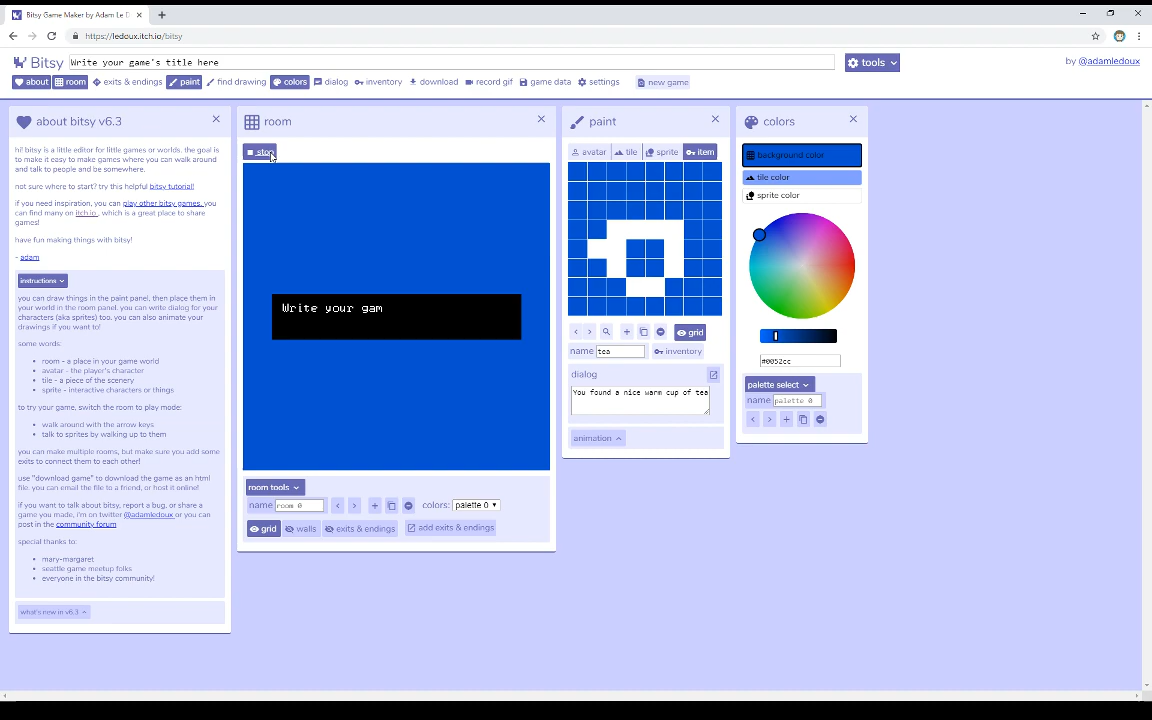 Bitsy Game Maker by Adam Le D
https://ledoux.itch.io/bitsy
Bitsy
Write your game's title here
tools
by @adamledoux
about
room
exits & endings
paint
find drawing
colors
dialog
inventory
download
record gif
game data
settings
new game
about bitsy v6.3
hi! bitsy is a little editor for little games or worlds. the goal is
to make it easy to make games where you can walk around
and talk to people and be somewhere.
not sure where to start? try this helpful bitsy tutorial!
if you need inspiration, you can play other bitsy games. you
can find many on itch.io , which is a great place to share
games!
have fun making things with bitsy!
- adam
instructions
you can draw things in the paint panel, then place them in
your world in the room panel. you can write dialog for your
characters (aka sprites) too. you can also animate your
drawings if you want to!
some words:
room - a place in your game world
avatar - the player's character
tile - a piece of the scenery
sprite - interactive characters or things
to try your game, switch the room to play mode:
walk around with the arrow keys
talk to sprites by walking up to them
you can make multiple rooms, but make sure you add some
exits to connect them to each other!
use "download game" to download the game as an html
file. you can email the file to a friend, or host it online!
if you want to talk about bitsy, report a bug, or share a
game you made, i'm on twitter @adamledoux or you can
post in the community forum
special thanks to:
mary-margaret
seattle game meetup folks
everyone in the bitsy community!
what's new in v6.3
room
stop
Write your gam
room tools
name room 0
colors: palette 0
grid
walls
exits & endings
add exits & endings
paint
avatar
tile
sprite
item
grid
name tea
inventory
dialog
You found a nice warm cup of tea
animation
colors
background color
tile color
sprite color
#0052cc
palette select
name palette 0